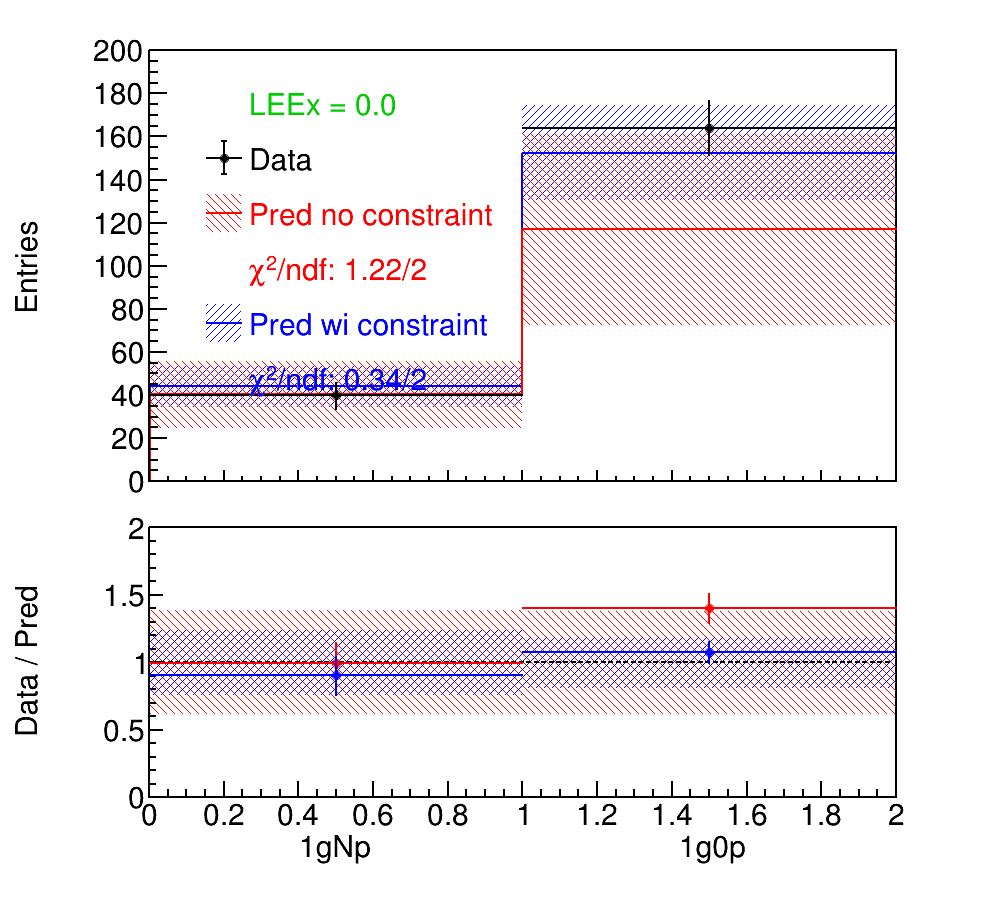 200
180
160
140
120
100
80
60
40
20
0
Entries
LEEx = 0.0
Data
Pred no constraint
χ²/ndf: 1.22/2
Pred wi constraint
χ²/ndf: 0.34/2
2
1.5
1
0.5
0
Data / Pred
0 0.2 0.4 0.6 0.8 1 1.2 1.4 1.6 1.8 2
1gNp 1g0p